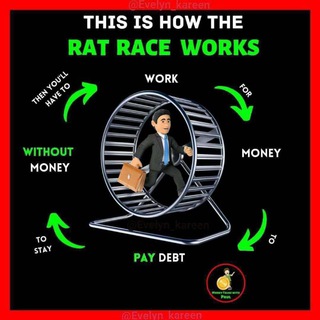 @Evelyn_kareen
THIS IS HOW THE
RAT RACE WORKS
WORK
FOR
MONEY
TO
PAY DEBT
TO
STAY
WITHOUT
MONEY
THEN YOU'LL
HAVE TO
@Evelyn_kareen
@Evelyn_kareen